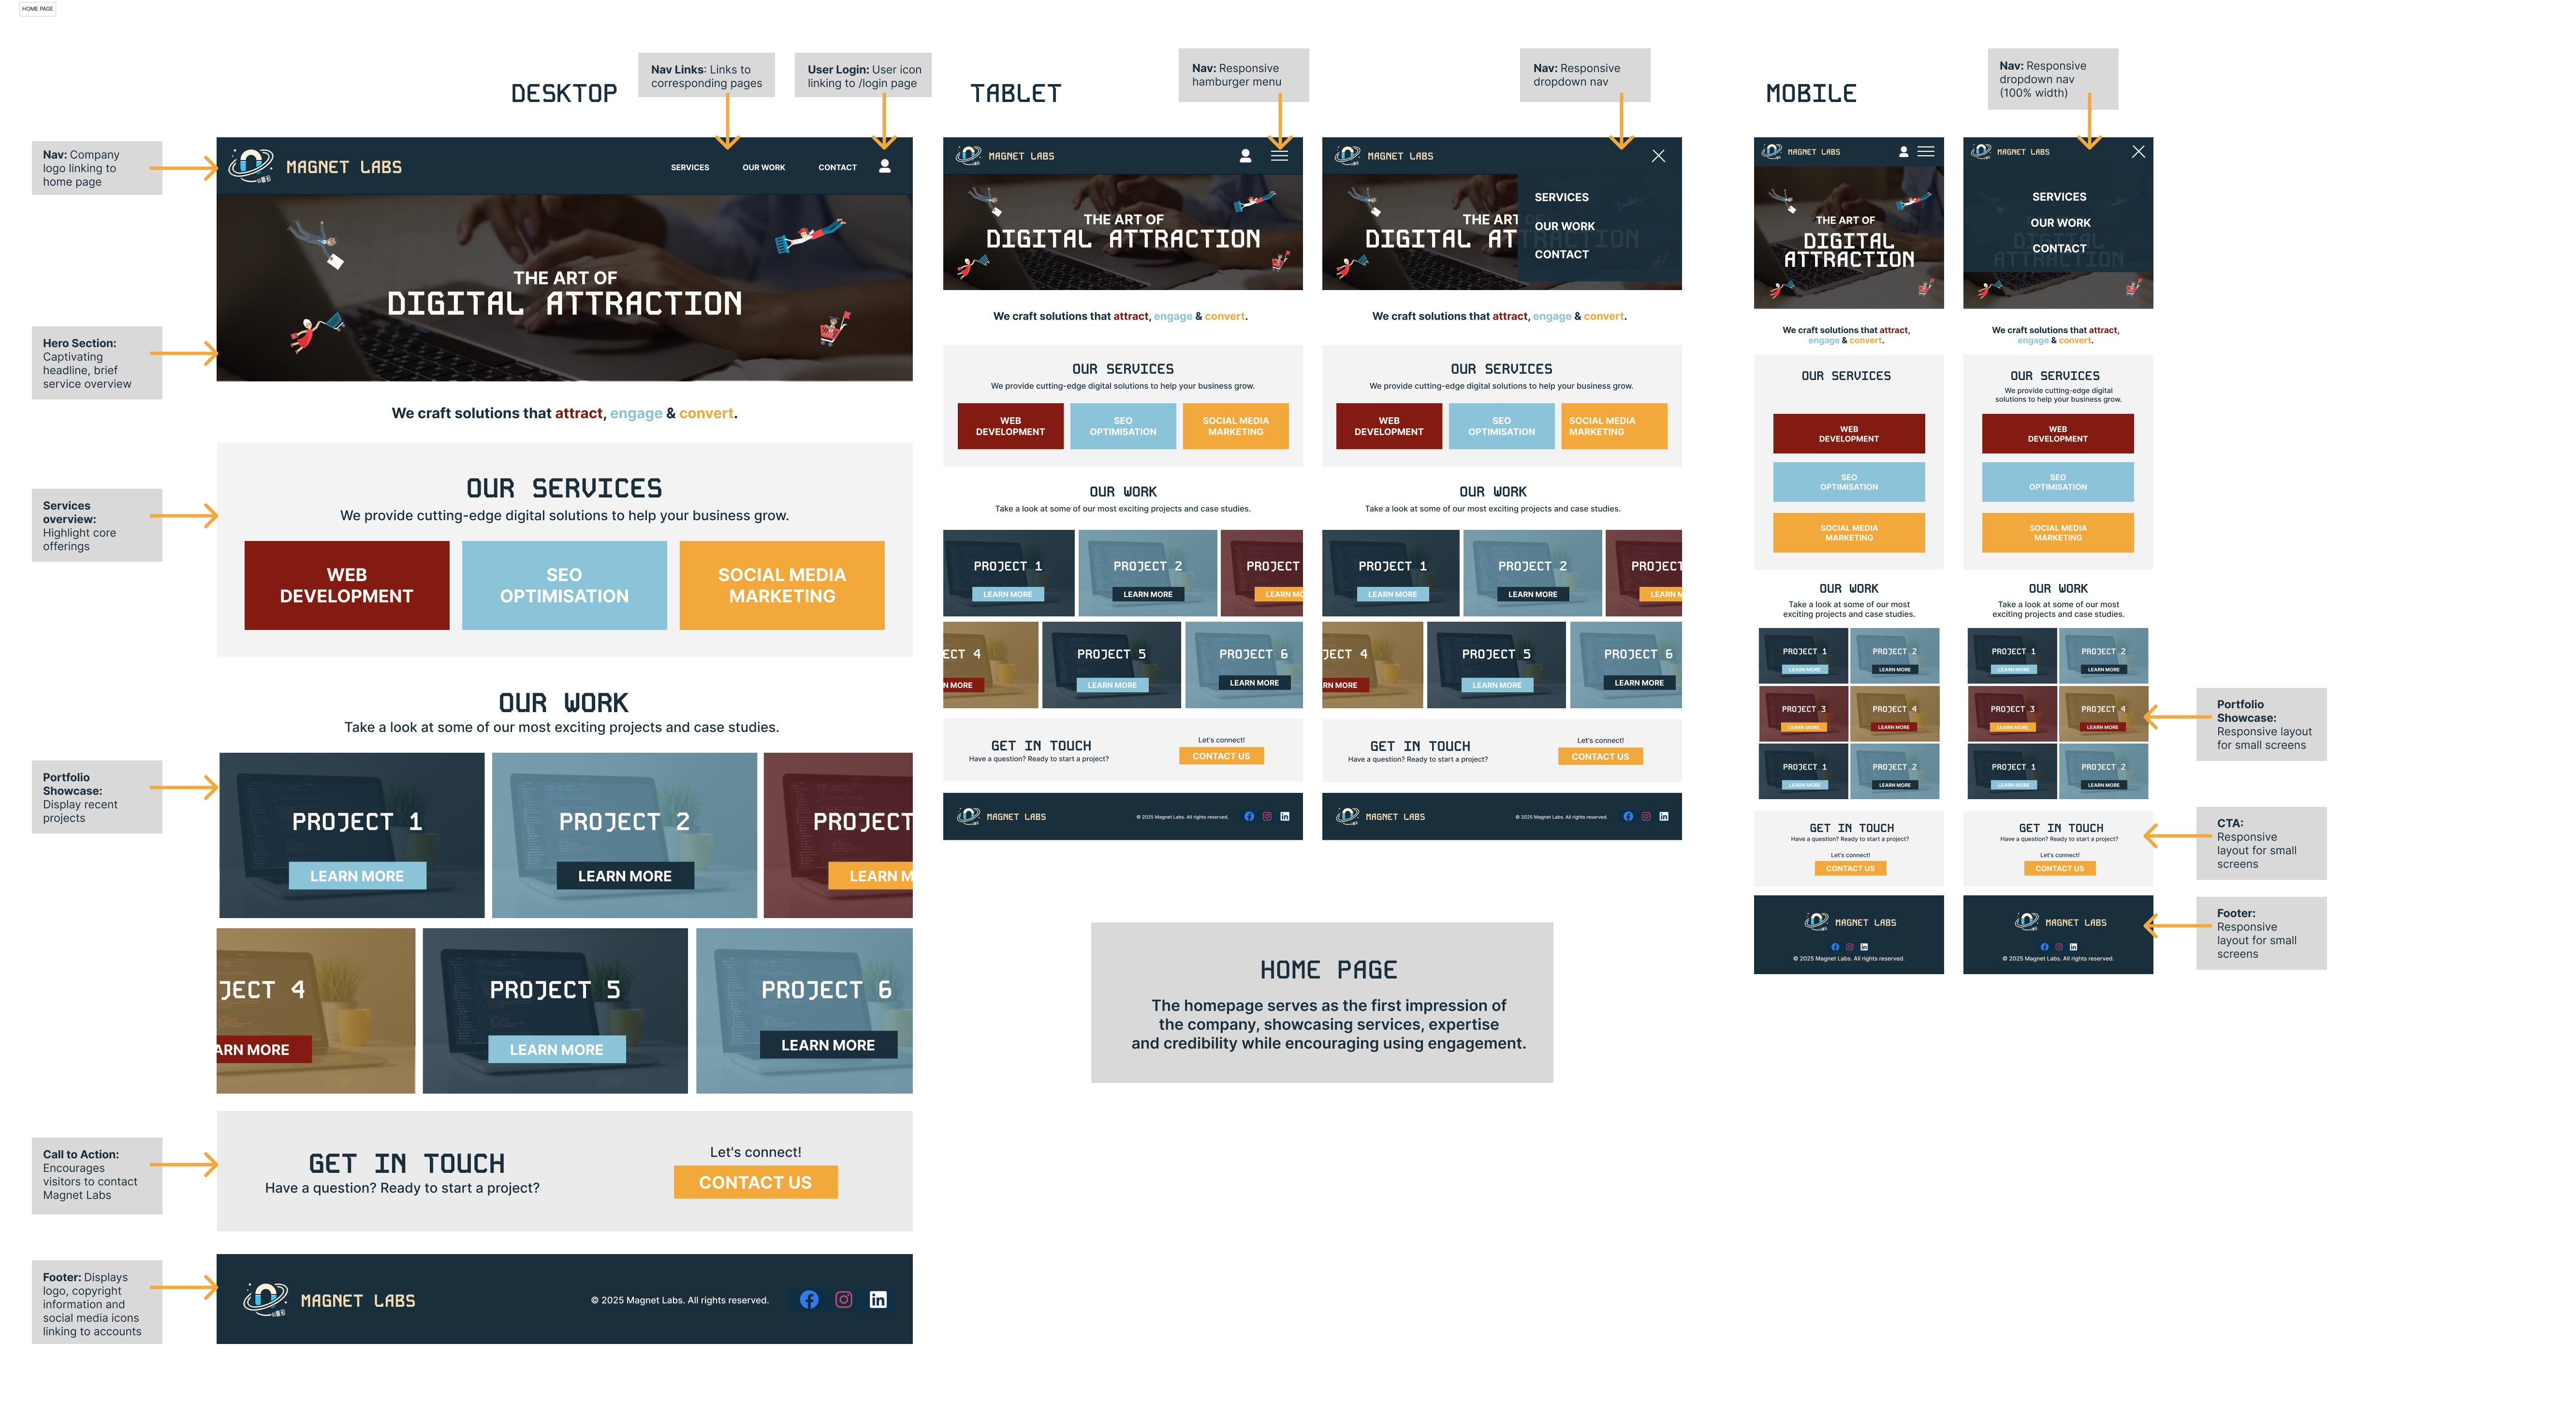 HOME PAGE
DESKTOP
Nav Links: Links to
corresponding pages
User Login: User icon
linking to /login page
Nav: Company
logo linking to
home page
MAGNET LABS
SERVICES
OUR WORK
CONTACT
Hero Section:
Captivating
headline, brief
service overview
THE ART OF
DIGITAL ATTRACTION
We craft solutions that attract, engage & convert.
Services
overview:
Highlight core
offerings
OUR SERVICES
We provide cutting-edge digital solutions to help your business grow.
WEB
DEVELOPMENT
SEO
OPTIMISATION
SOCIAL MEDIA
MARKETING
OUR WORK
Take a look at some of our most exciting projects and case studies.
Portfolio
Showcase:
Display recent
projects
PROJECT 1
LEARN MORE
PROJECT 2
LEARN MORE
PROJECT
LEARN M
JECT 4
ARN MORE
PROJECT 5
LEARN MORE
PROJECT 6
LEARN MORE
Call to Action:
Encourages
visitors to contact
Magnet Labs
GET IN TOUCH
Have a question? Ready to start a project?
Let's connect!
CONTACT US
Footer: Displays
logo, copyright
information and
social media icons
linking to accounts
MAGNET LABS
© 2025 Magnet Labs. All rights reserved.
TABLET
Nav: Responsive
hamburger menu
MAGNET LABS
THE ART OF
DIGITAL ATTRACTION
We craft solutions that attract, engage & convert.
OUR SERVICES
We provide cutting-edge digital solutions to help your business grow.
WEB
DEVELOPMENT
SEO
OPTIMISATION
SOCIAL MEDIA
MARKETING
OUR WORK
Take a look at some of our most exciting projects and case studies.
PROJECT 1
LEARN MORE
PROJECT 2
LEARN MORE
PROJECT
LEARN MO
ECT 4
N MORE
PROJECT 5
LEARN MORE
PROJECT 6
LEARN MORE
GET IN TOUCH
Have a question? Ready to start a project?
Let's connect!
CONTACT US
MAGNET LABS
© 2025 Magnet Labs. All rights reserved.
Nav: Responsive
dropdown nav
MAGNET LABS
SERVICES
OUR WORK
CONTACT
THE ART
DIGITAL ATTRACTION
We craft solutions that attract, engage & convert.
OUR SERVICES
We provide cutting-edge digital solutions to help your business grow.
WEB
DEVELOPMENT
SEO
OPTIMISATION
SOCIAL MEDIA
MARKETING
OUR WORK
Take a look at some of our most exciting projects and case studies.
PROJECT 1
LEARN MORE
PROJECT 2
LEARN MORE
PROJECT
LEARN M
JECT 4
RN MORE
PROJECT 5
LEARN MORE
PROJECT 6
LEARN MORE
GET IN TOUCH
Have a question? Ready to start a project?
Let's connect!
CONTACT US
MAGNET LABS
© 2025 Magnet Labs. All rights reserved.
HOME PAGE
The homepage serves as the first impression of
the company, showcasing services, expertise
and credibility while encouraging using engagement.
MOBILE
MAGNET LABS
THE ART OF
DIGITAL
ATTRACTION
We craft solutions that attract,
engage & convert.
OUR SERVICES
WEB
DEVELOPMENT
SEO
OPTIMISATION
SOCIAL MEDIA
MARKETING
OUR WORK
Take a look at some of our most
exciting projects and case studies.
PROJECT 1
LEARN MORE
PROJECT 2
LEARN MORE
PROJECT 3
LEARN MORE
PROJECT 4
LEARN MORE
PROJECT 1
LEARN MORE
PROJECT 2
LEARN MORE
GET IN TOUCH
Have a question? Ready to start a project?
Let's connect!
CONTACT US
MAGNET LABS
© 2025 Magnet Labs. All rights reserved.
Nav: Responsive
dropdown nav
(100% width)
MAGNET LABS
SERVICES
OUR WORK
CONTACT
DIGITAL
ATTRACTION
We craft solutions that attract,
engage & convert.
OUR SERVICES
We provide cutting-edge digital
solutions to help your business grow.
WEB
DEVELOPMENT
SEO
OPTIMISATION
SOCIAL MEDIA
MARKETING
OUR WORK
Take a look at some of our most
exciting projects and case studies.
PROJECT 1
LEARN MORE
PROJECT 2
LEARN MORE
PROJECT 3
LEARN MORE
PROJECT 4
LEARN MORE
PROJECT 1
LEARN MORE
PROJECT 2
LEARN MORE
GET IN TOUCH
Have a question? Ready to start a project?
Let's connect!
CONTACT US
MAGNET LABS
© 2025 Magnet Labs. All rights reserved.
Portfolio
Showcase:
Responsive layout
for small screens
CTA:
Responsive
layout for small
screens
Footer:
Responsive
layout for small
screens